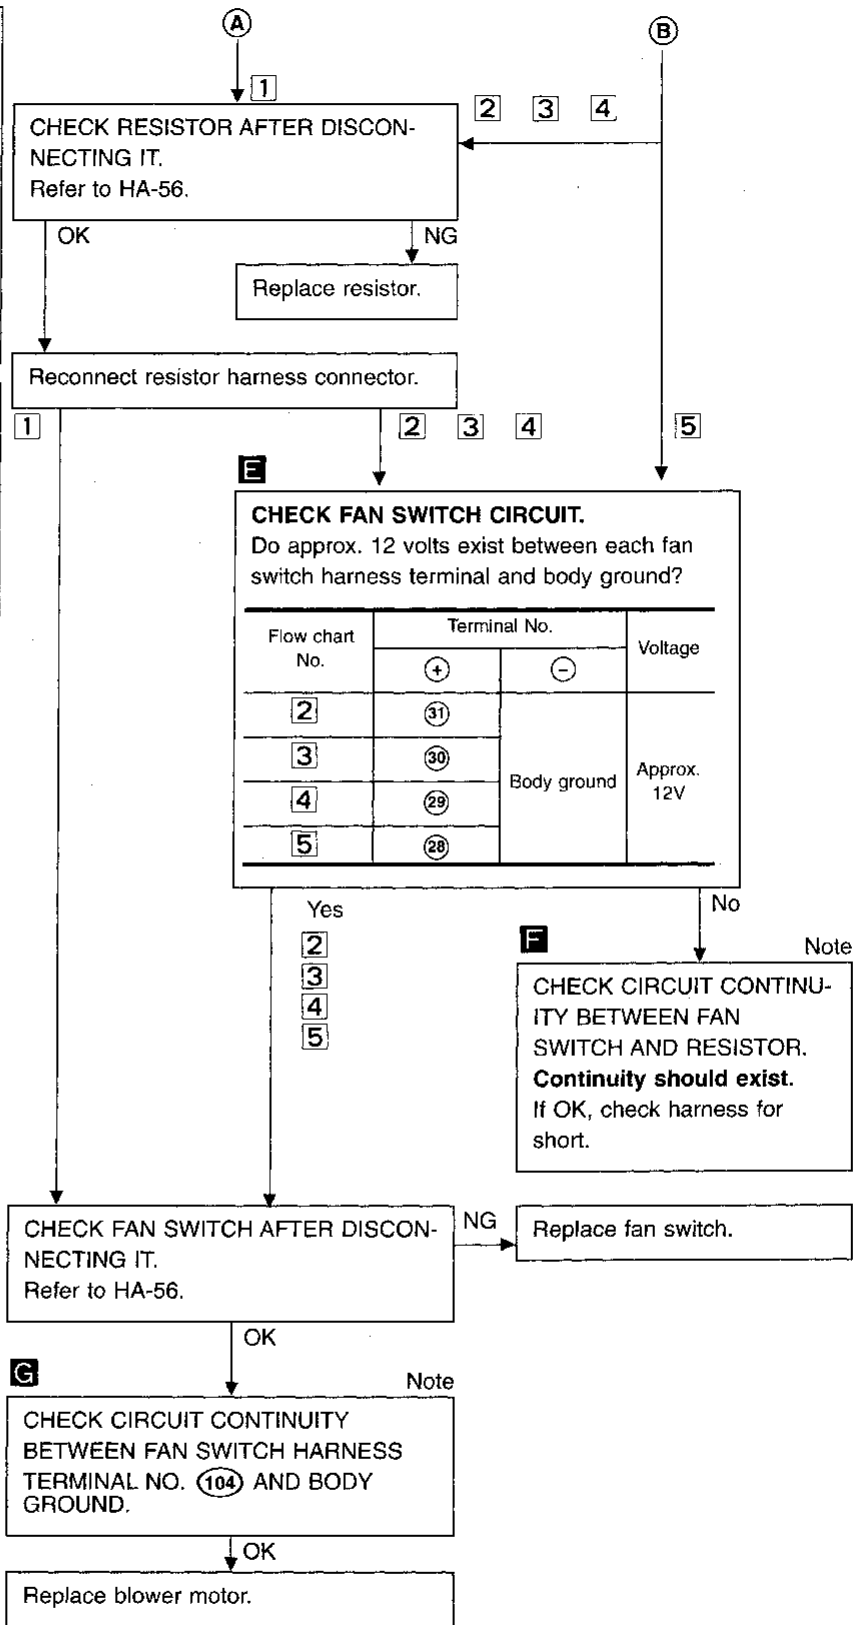 A
B
1
2 3 4
CHECK RESISTOR AFTER DISCON-
NECTING IT.
Refer to HA-56.
OK
NG
Replace resistor.
Reconnect resistor harness connector.
1
2 3 4
5
E
CHECK FAN SWITCH CIRCUIT.
Do approx. 12 volts exist between each fan
switch harness terminal and body ground?
Flow chart
No.
Terminal No.
Voltage
+
−
2
31
3
30
4
29
5
28
Body ground
Approx.
12V
Yes
2
3
4
5
No
F
Note
CHECK CIRCUIT CONTINU-
ITY BETWEEN FAN
SWITCH AND RESISTOR.
Continuity should exist.
If OK, check harness for
short.
CHECK FAN SWITCH AFTER DISCON-
NECTING IT.
Refer to HA-56.
NG
Replace fan switch.
OK
G
Note
CHECK CIRCUIT CONTINUITY
BETWEEN FAN SWITCH HARNESS
TERMINAL NO. 104 AND BODY
GROUND.
OK
Replace blower motor.